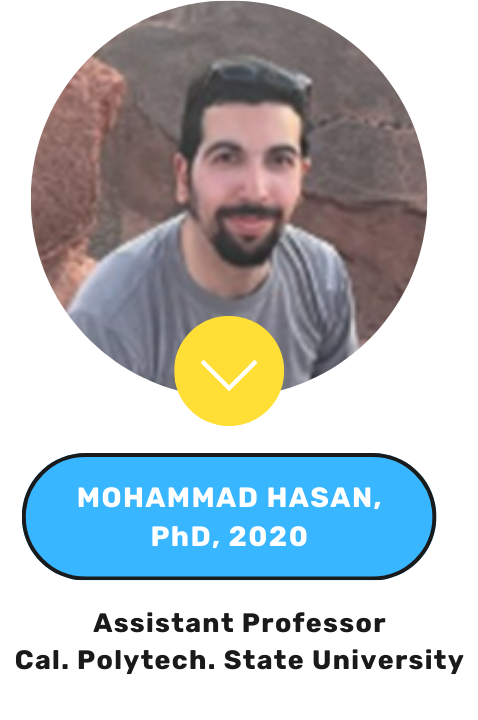 MOHAMMAD HASAN,
PhD, 2020
Assistant Professor
Cal. Polytech. State University